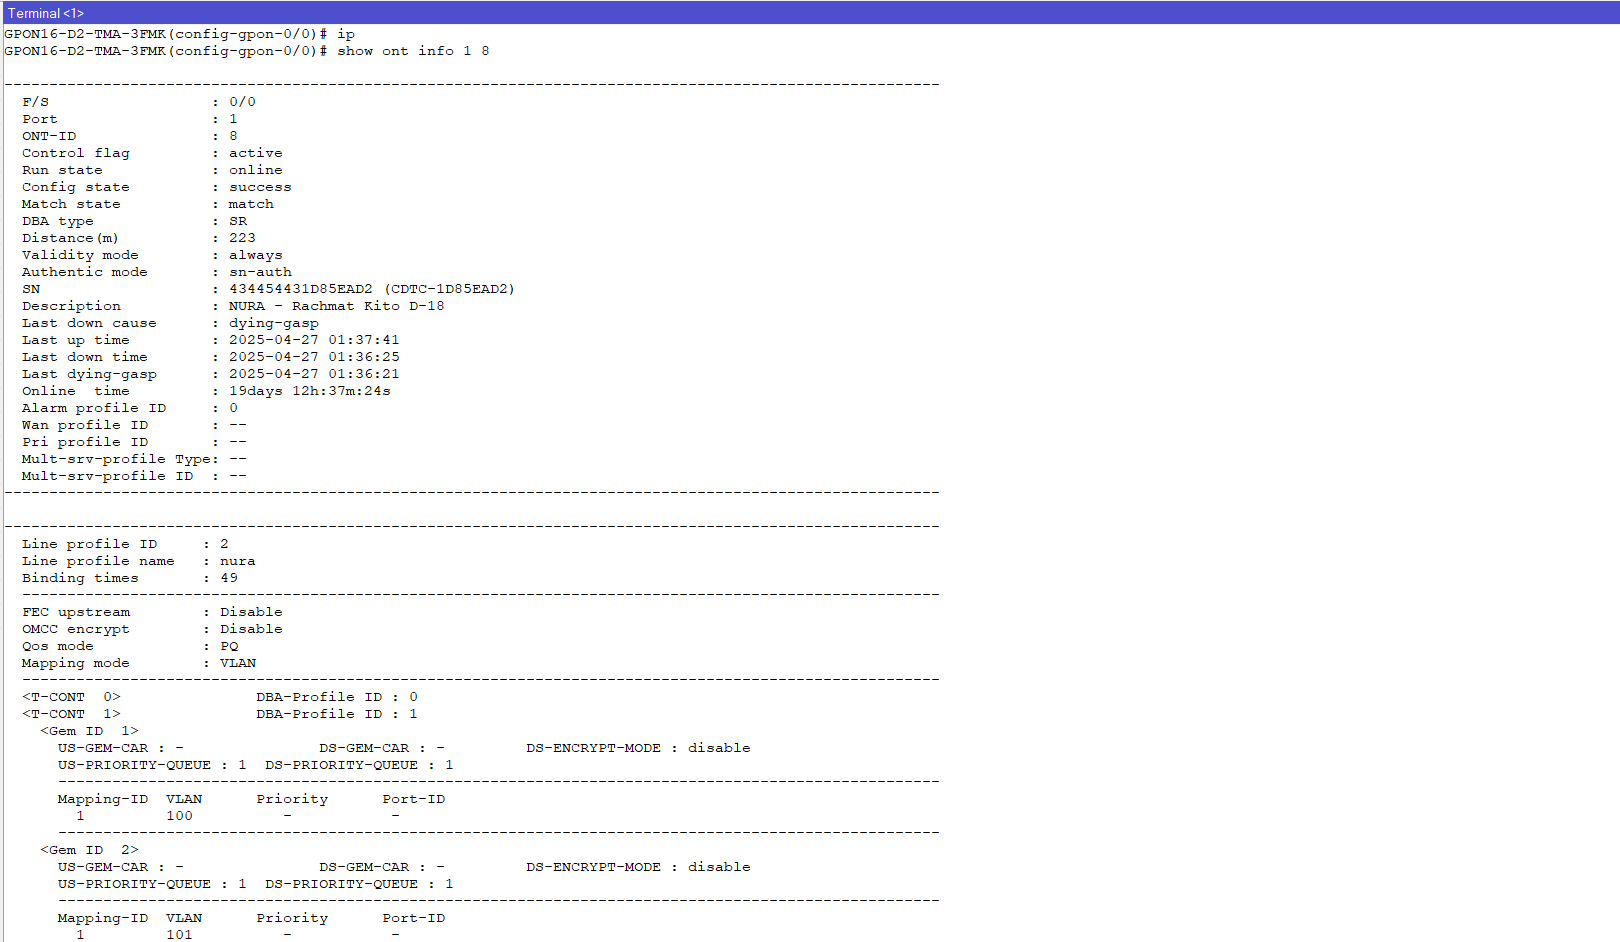 Terminal <1>
GPON16-D2-TMA-3FMK(config-gpon-0/0)# ip
GPON16-D2-TMA-3FMK(config-gpon-0/0)# show ont info 1 8
--------------------------------------------------------------------------------------------------------
F/S : 0/0
Port : 1
ONT-ID : 8
Control flag : active
Run state : online
Config state : success
Match state : match
DBA type : SR
Distance(m) : 223
Validity mode : always
Authentic mode : sn-auth
SN : 434454431D85EAD2 (CDTC-1D85EAD2)
Description : NURA - Rachmat Kito D-18
Last down cause : dying-gasp
Last up time : 2025-04-27 01:37:41
Last down time : 2025-04-27 01:36:25
Last dying-gasp : 2025-04-27 01:36:21
Online  time : 19days 12h:37m:24s
Alarm profile ID : 0
Wan profile ID : --
Pri profile ID : --
Mult-srv-profile Type: --
Mult-srv-profile ID : --
--------------------------------------------------------------------------------------------------------
--------------------------------------------------------------------------------------------------------
Line profile ID : 2
Line profile name : nura
Binding times : 49
------------------------------------------------------------------------------------------------------
FEC upstream : Disable
OMCC encrypt : Disable
Qos mode : PQ
Mapping mode : VLAN
------------------------------------------------------------------------------------------------------
<T-CONT  0> DBA-Profile ID : 0
<T-CONT  1> DBA-Profile ID : 1
<Gem ID  1>
US-GEM-CAR : - DS-GEM-CAR : - DS-ENCRYPT-MODE : disable
US-PRIORITY-QUEUE : 1 DS-PRIORITY-QUEUE : 1
--------------------------------------------------------------------------------------------------
Mapping-ID VLAN Priority Port-ID
1 100 - -
--------------------------------------------------------------------------------------------------
<Gem ID  2>
US-GEM-CAR : - DS-GEM-CAR : - DS-ENCRYPT-MODE : disable
US-PRIORITY-QUEUE : 1 DS-PRIORITY-QUEUE : 1
--------------------------------------------------------------------------------------------------
Mapping-ID VLAN Priority Port-ID
1 101 - -